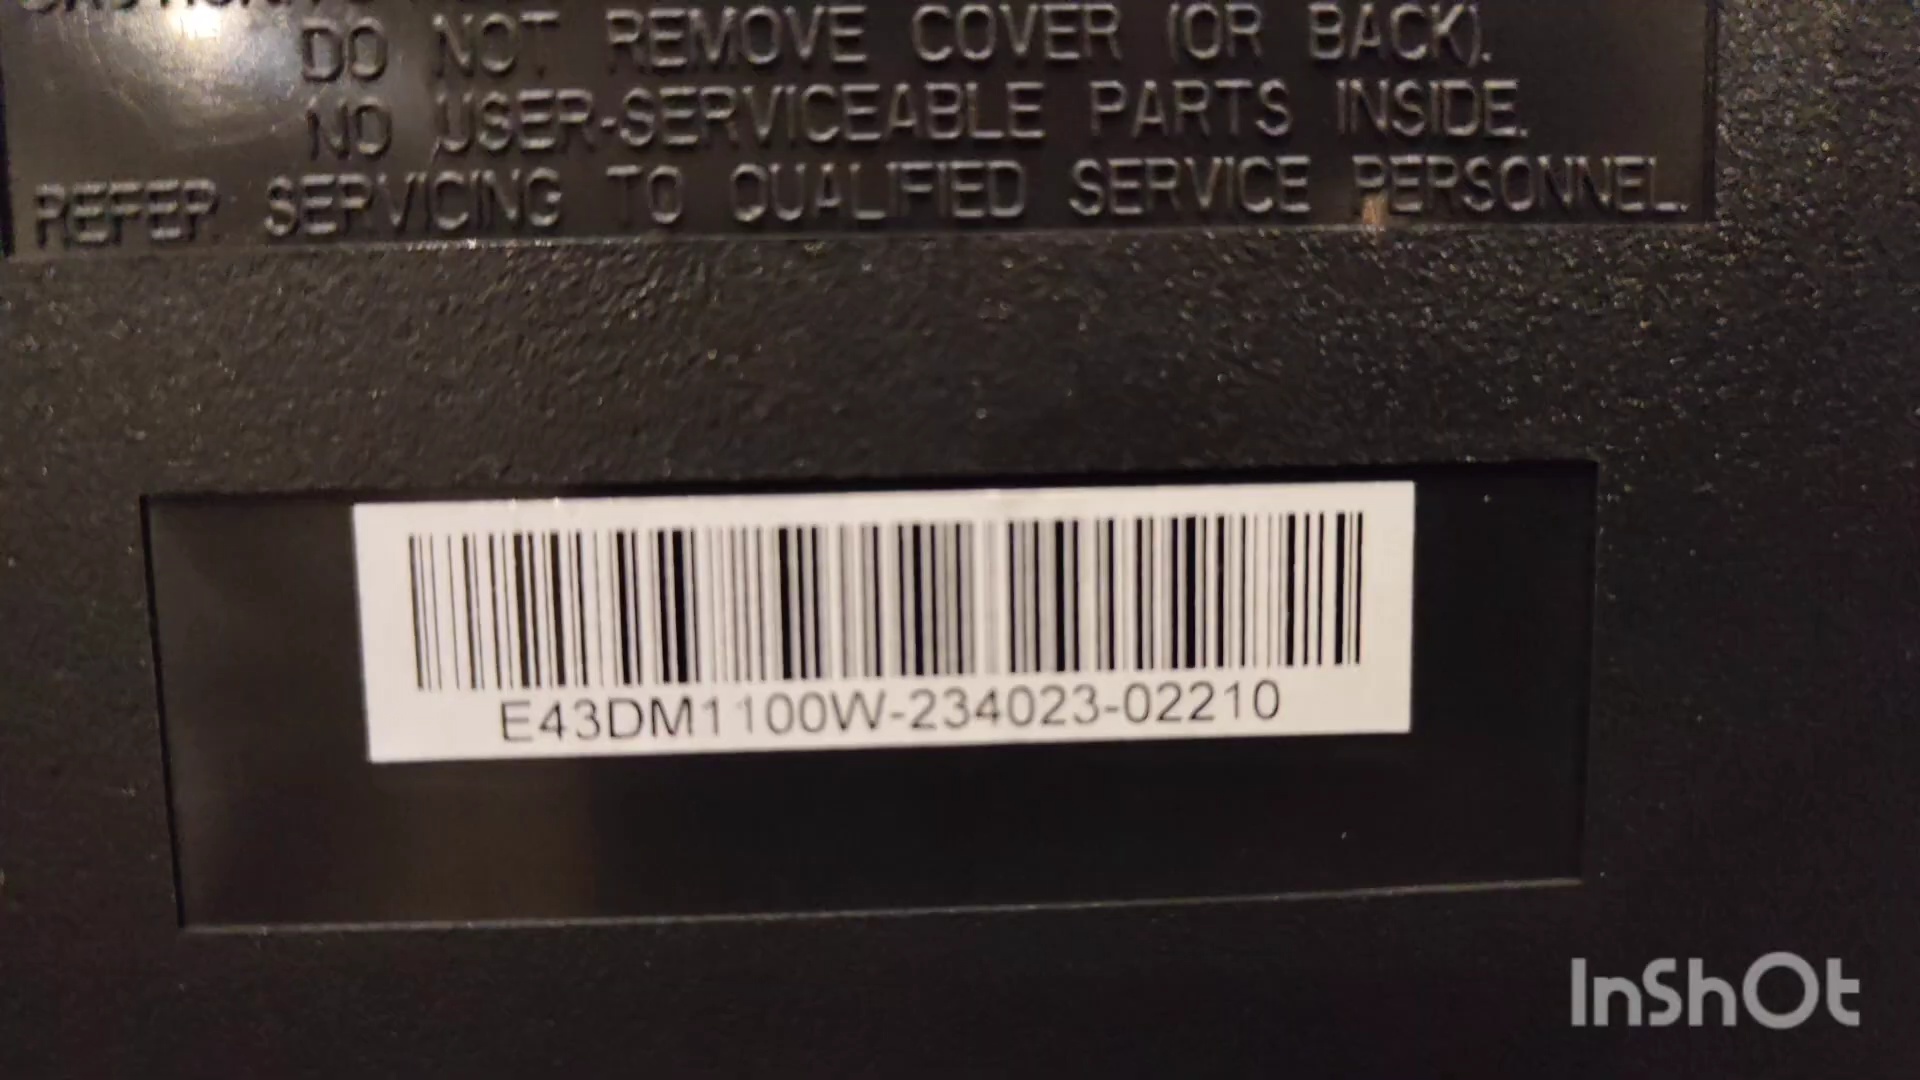 DO NOT REMOVE COVER (OR BACK).
NO USER-SERVICEABLE PARTS INSIDE.
REFER SERVICING TO QUALIFIED SERVICE PERSONNEL.
E43DM1100W-234023-02210
InShOt